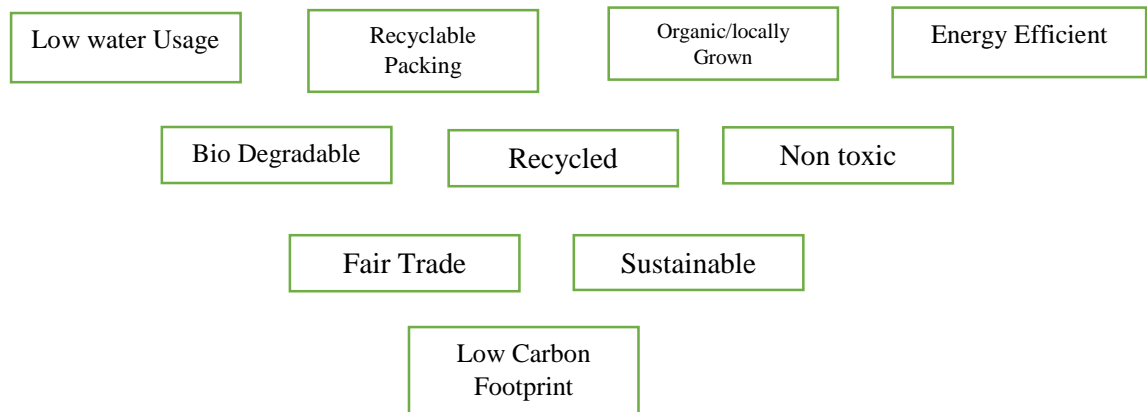 Low water Usage
Recyclable
Packing
Organic/locally
Grown
Energy Efficient
Bio Degradable
Recycled
Non toxic
Fair Trade
Sustainable
Low Carbon
Footprint